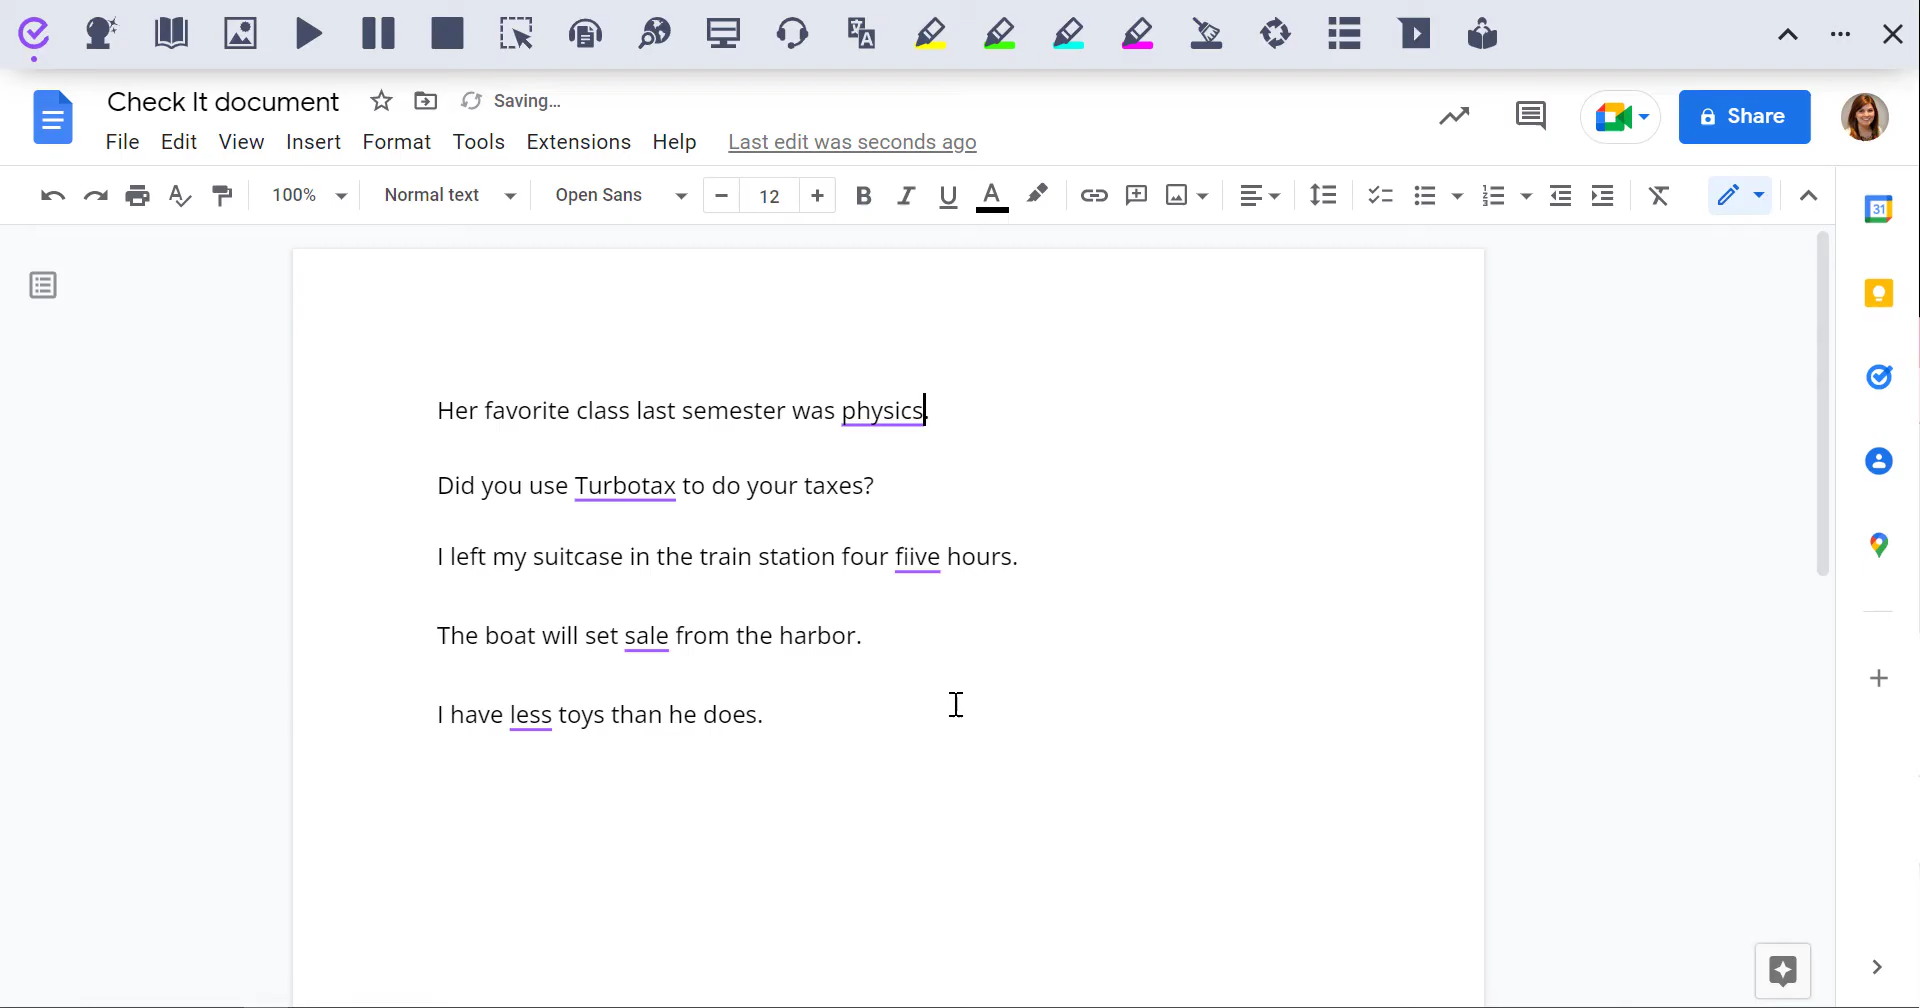 Check It document Saving...
File Edit View Insert Format Tools Extensions Help Last edit was seconds ago
Share
100% Normal text Open Sans 12 B I U A
31
Her favorite class last semester was physics.
Did you use Turbotax to do your taxes?
I left my suitcase in the train station four fiive hours.
The boat will set sale from the harbor.
I have less toys than he does.